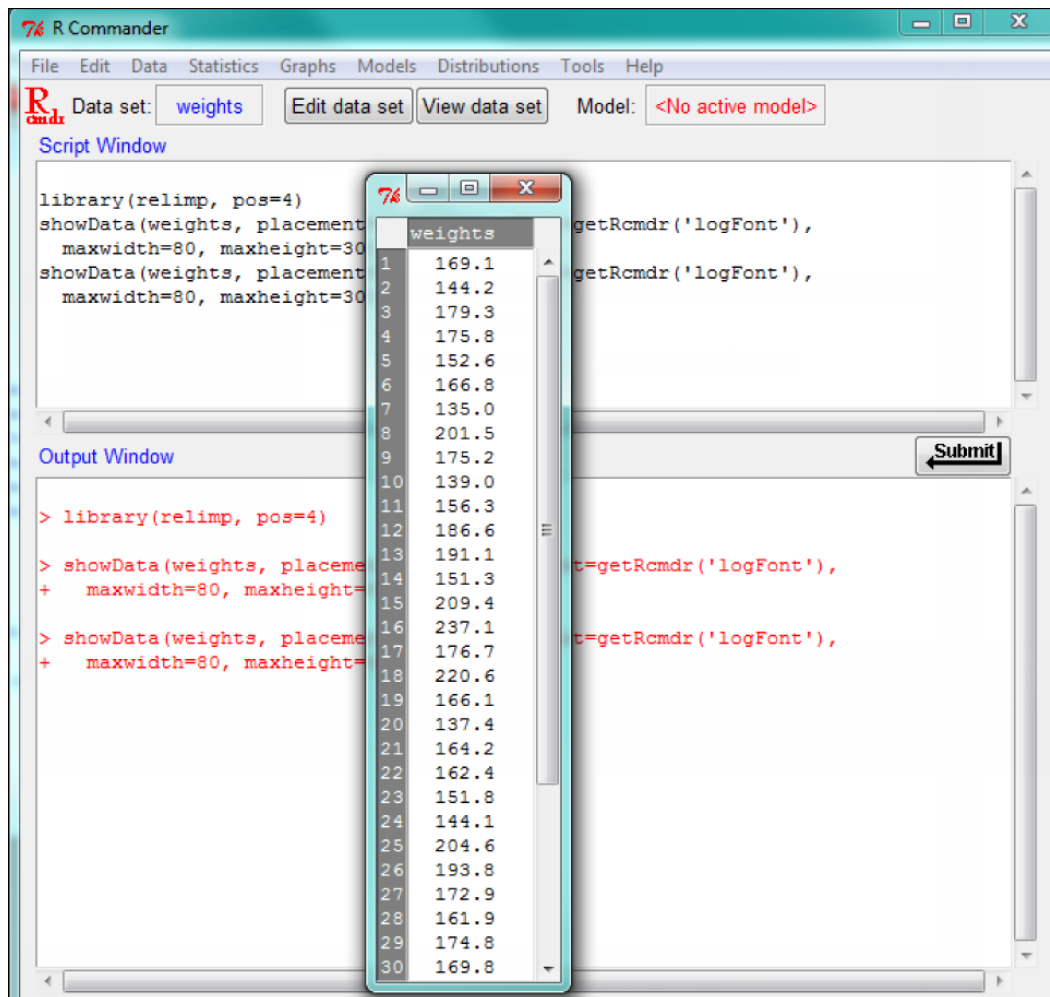 R Commander
File Edit Data Statistics Graphs Models Distributions Tools Help
R cmdr Data set: weights Edit data set View data set Model: <No active model>
Script Window
library(relimp, pos=4)
showData(weights, placement getRcmdr('logFont'),
maxwidth=80, maxheight=30
showData(weights, placement getRcmdr('logFont'),
maxwidth=80, maxheight=30
Output Window
Submit
> library(relimp, pos=4)
> showData(weights, placeme t=getRcmdr('logFont'),
+ maxwidth=80, maxheight=
> showData(weights, placeme t=getRcmdr('logFont'),
+ maxwidth=80, maxheight=
weights
1 169.1
2 144.2
3 179.3
4 175.8
5 152.6
6 166.8
7 135.0
8 201.5
9 175.2
10 139.0
11 156.3
12 186.6
13 191.1
14 151.3
15 209.4
16 237.1
17 176.7
18 220.6
19 166.1
20 137.4
21 164.2
22 162.4
23 151.8
24 144.1
25 204.6
26 193.8
27 172.9
28 161.9
29 174.8
30 169.8